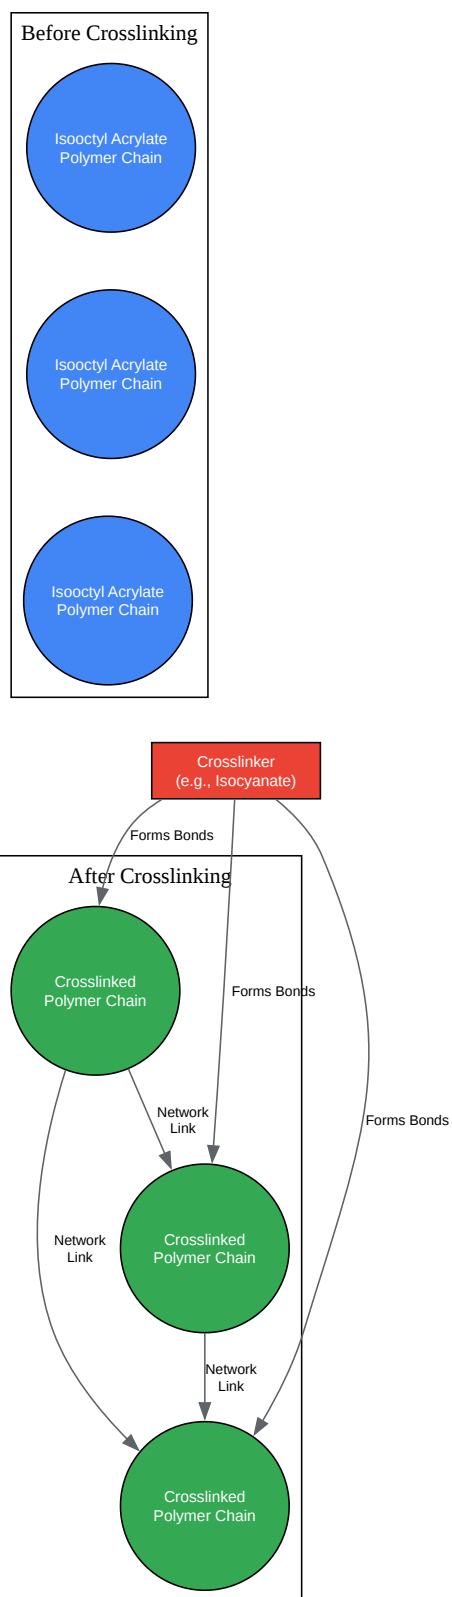 Before Crosslinking
Isooctyl Acrylate
Polymer Chain
Isooctyl Acrylate
Polymer Chain
Isooctyl Acrylate
Polymer Chain
Crosslinker
(e.g., Isocyanate)
Forms Bonds
After Crosslinking
Crosslinked
Polymer Chain
Forms Bonds
Network
Link
Forms Bonds
Network
Link
Crosslinked
Polymer Chain
Network
Link
Crosslinked
Polymer Chain